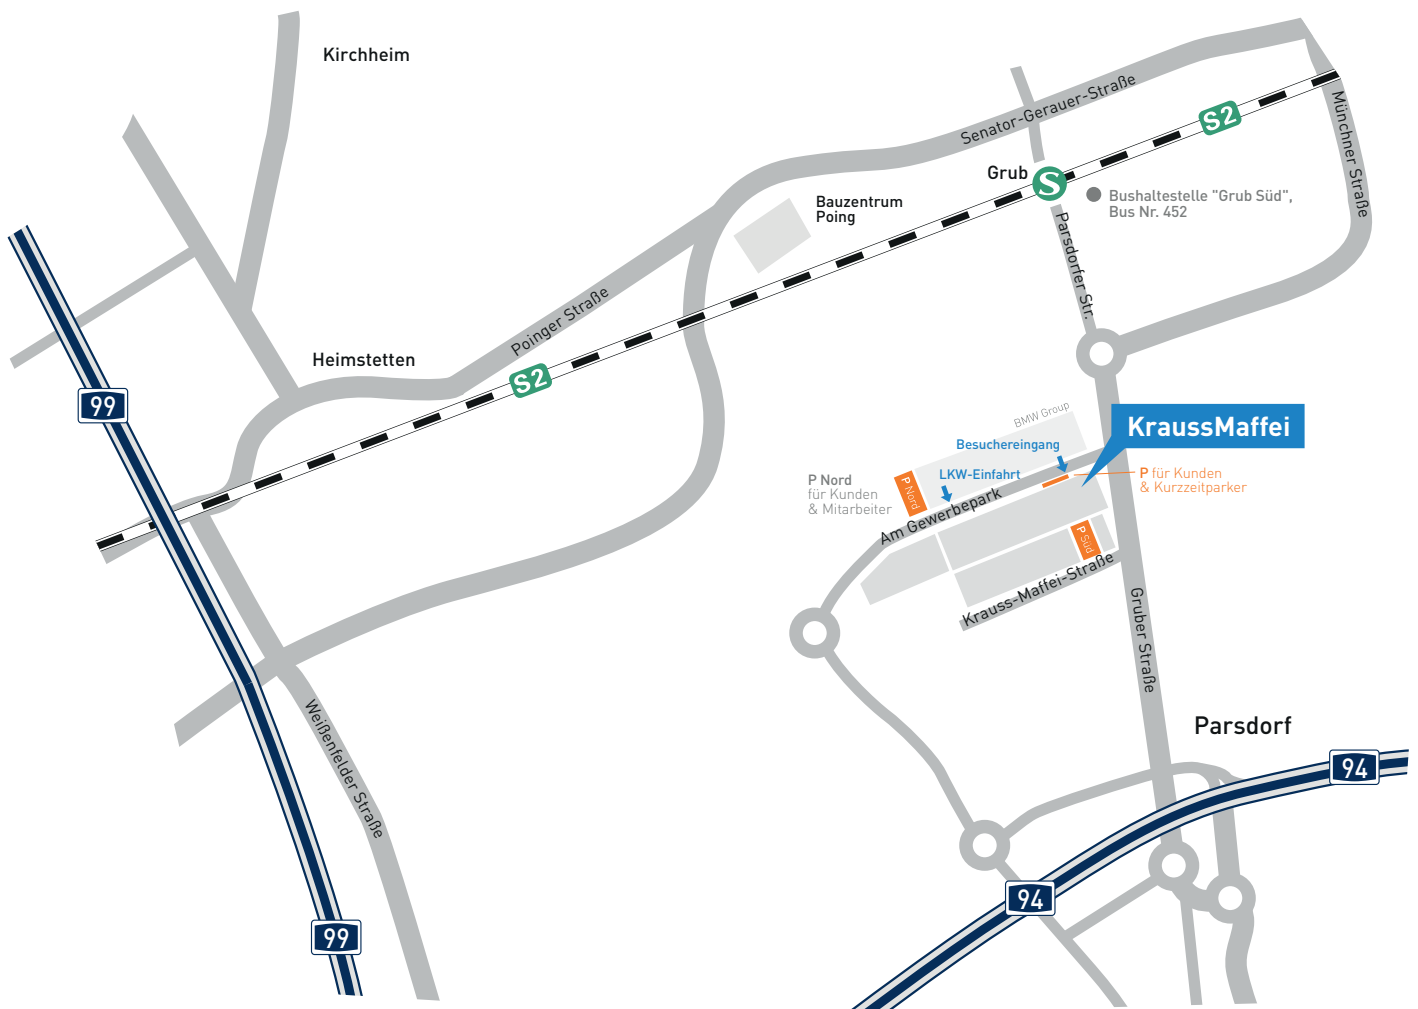 Kirchheim
Senator-Gerauer-Straße
S2
Münchner Straße
Grub
S
Bushaltestelle "Grub Süd",
Bus Nr. 452
Bauzentrum
Poing
Parsdorfer Str.
Poinger Straße
Heimstetten
S2
99
BMW Group
KraussMaffei
Besuchereingang
LKW-Einfahrt
P Nord
für Kunden
& Mitarbeiter
P Nord
P für Kunden
& Kurzzeitparker
Am Gewerbepark
P Süd
Krauss-Maffei-Straße
Gruber Straße
Weißenfelder Straße
Parsdorf
94
94
99